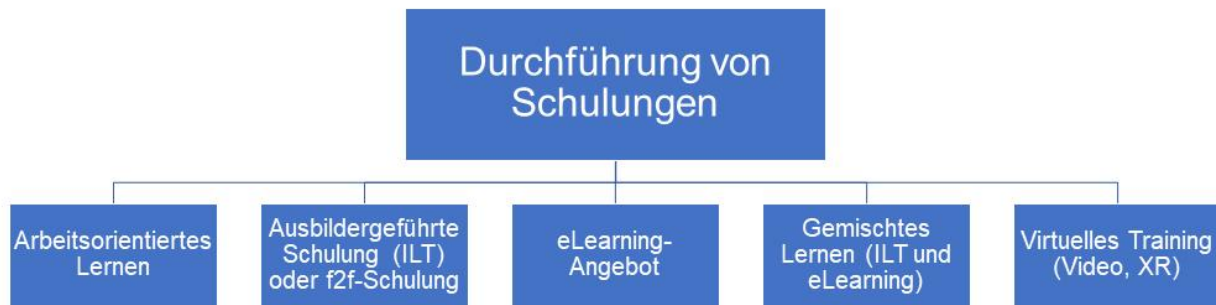 Durchführung von
Schulungen
Arbeitsorientiertes
Lernen
Ausbildergeführte
Schulung (ILT)
oder f2f-Schulung
eLearning-
Angebot
Gemischtes
Lernen (ILT und
eLearning)
Virtuelles Training
(Video, XR)